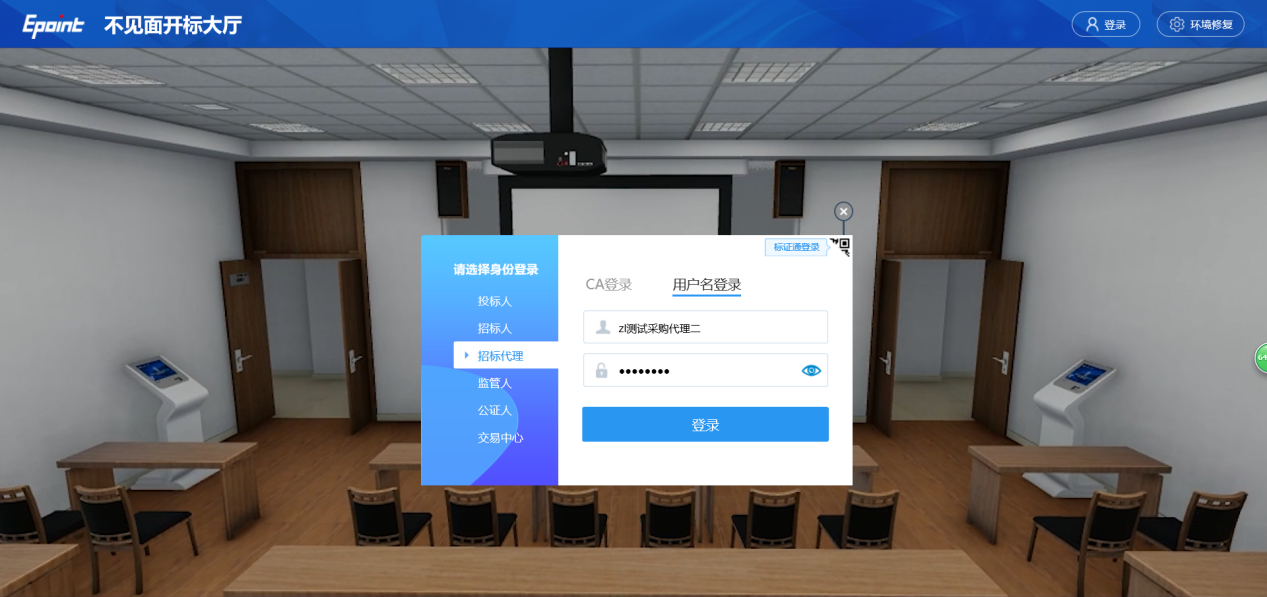 Epoint 不见面开标大厅
登录
环境修复
标证通登录
请选择身份登录
投标人
招标人
招标代理
监管人
公证人
交易中心
CA登录
用户名登录
zl测试采购代理二
••••••••
登录
64